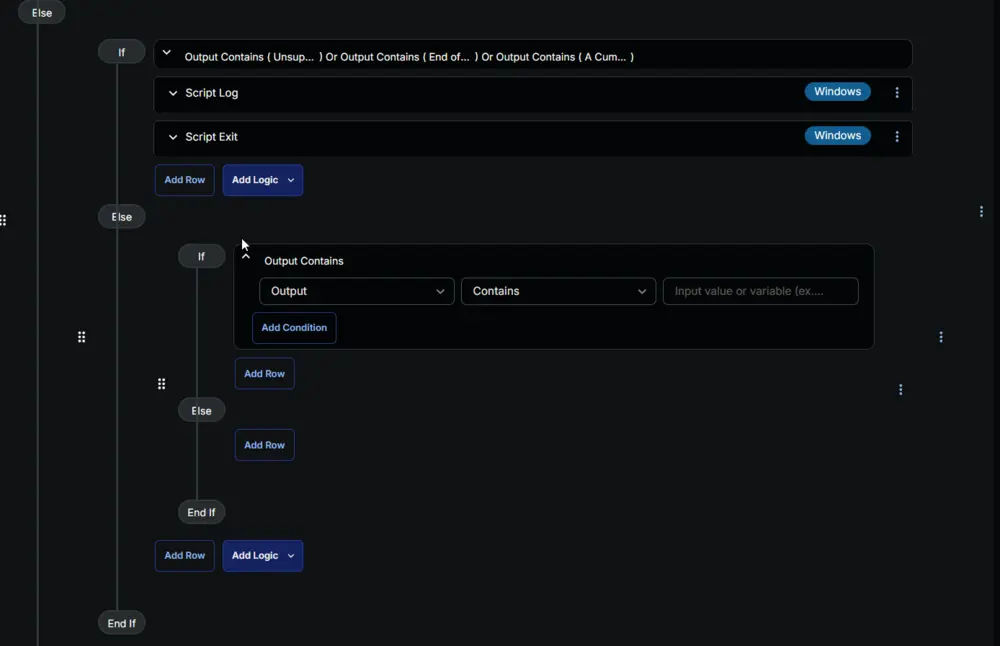 Else
If
Output Contains ( Unsup... ) Or Output Contains ( End of... ) Or Output Contains ( A Cum... )
Script Log
Windows
Script Exit
Windows
Add Row
Add Logic
Else
If
Output Contains
Output
Contains
Input value or variable (ex....
Add Condition
Add Row
Else
Add Row
End If
Add Row
Add Logic
End If